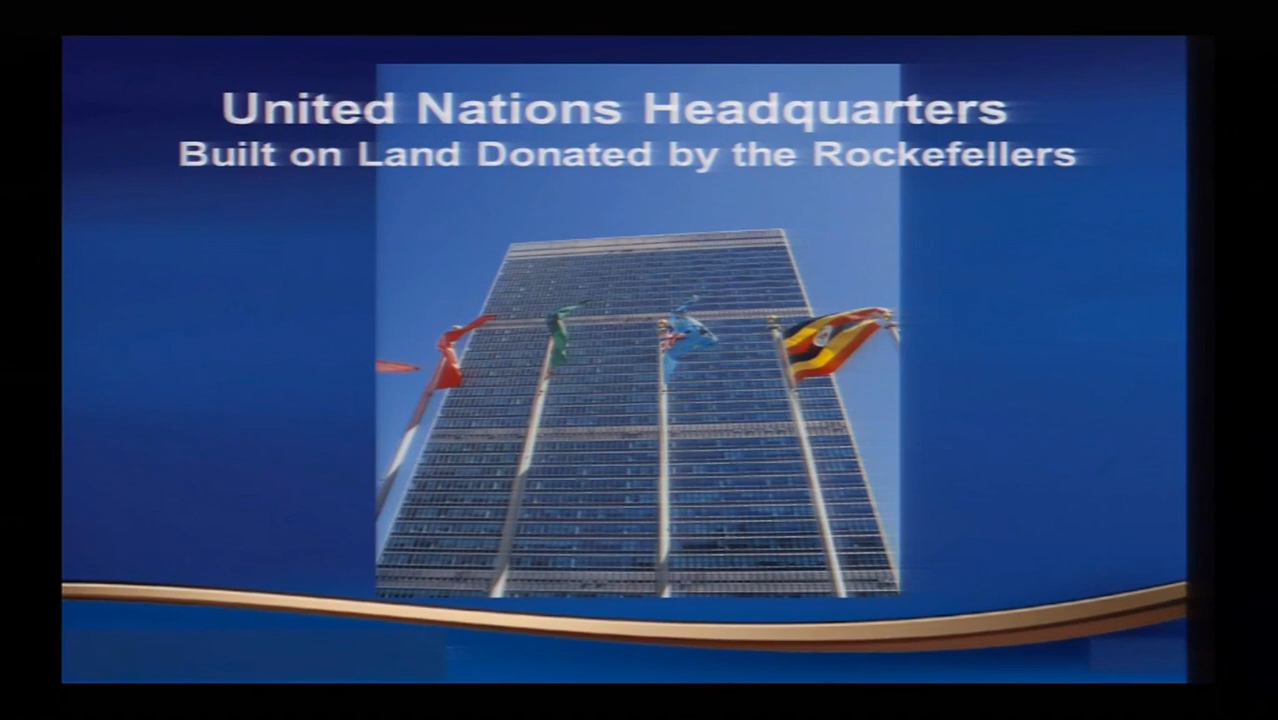 United Nations Headquarters
Built on Land Donated by the Rockefellers